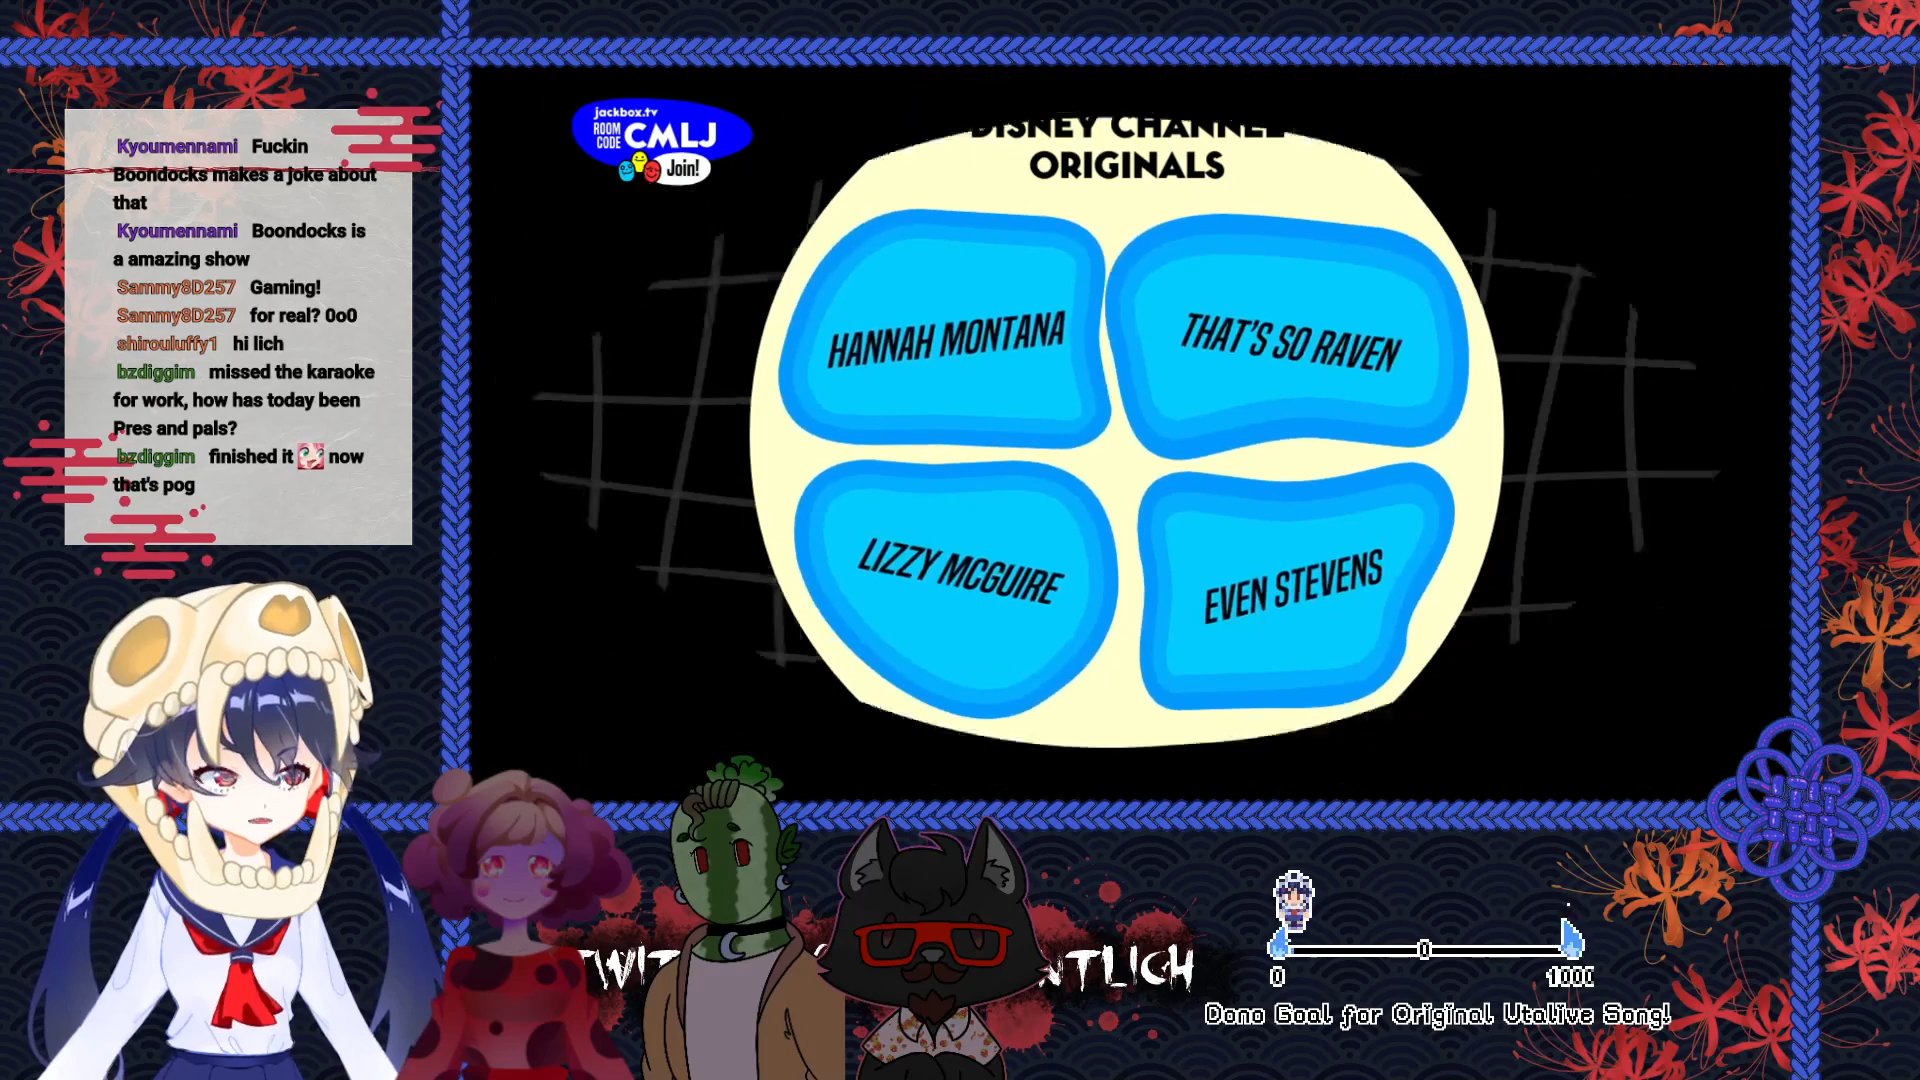 Kyoumennami Fuckin
Boondocks makes a joke about
that
Kyoumennami Boondocks is
a amazing show
Sammy8D257 Gaming!
Sammy8D257 for real? 0o0
shirouluffy1 hi lich
bzdiggim missed the karaoke
for work, how has today been
Pres and pals?
bzdiggim finished it now
that's pog
jackbox.tv
ROOM
CODE CMLJ
Join!
DISNEY CHANNEL
ORIGINALS
HANNAH MONTANA
THAT'S SO RAVEN
LIZZY MCGUIRE
EVEN STEVENS
0
0 1000
Dono Goal for Original Utalive Song!